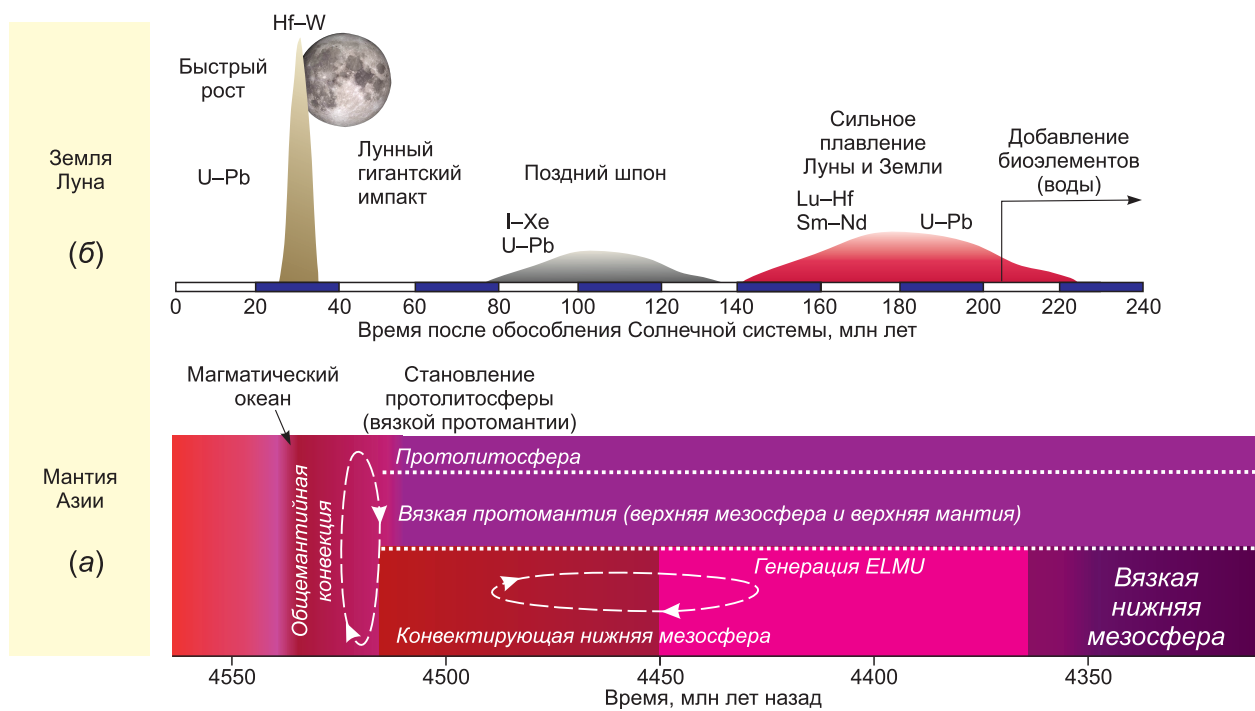 Земля
Луна
(б)
Hf–W
Быстрый
рост
U–Pb
Лунный
гигантский
импакт
Поздний шпон
I–Xe
U–Pb
Сильное
плавление
Луны и Земли
Lu–Hf
Sm–Nd
U–Pb
Добавление
биоэлементов
(воды)
0 20 40 60 80 100 120 140 160 180 200 220 240
Время после обособления Солнечной системы, млн лет
Мантия
Азии
(а)
Магматический
океан
Становление
протолитосферы
(вязкой протомантии)
Общемантийная
конвекция
Протолитосфера
Вязкая протомантия (верхняя мезосфера и верхняя мантия)
Генерация ELMU
Конвектирующая нижняя мезосфера
Вязкая
нижняя
мезосфера
4550 4500 4450 4400 4350
Время, млн лет назад